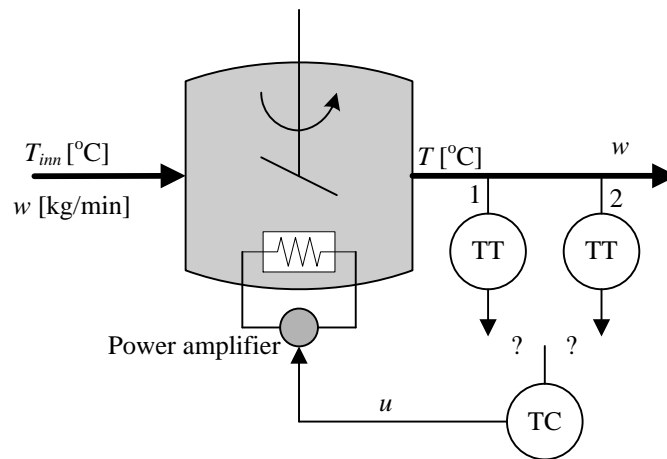 T_inn [°C]
w [kg/min]
T [°C]
w
1
2
TT
TT
?
?
Power amplifier
u
TC